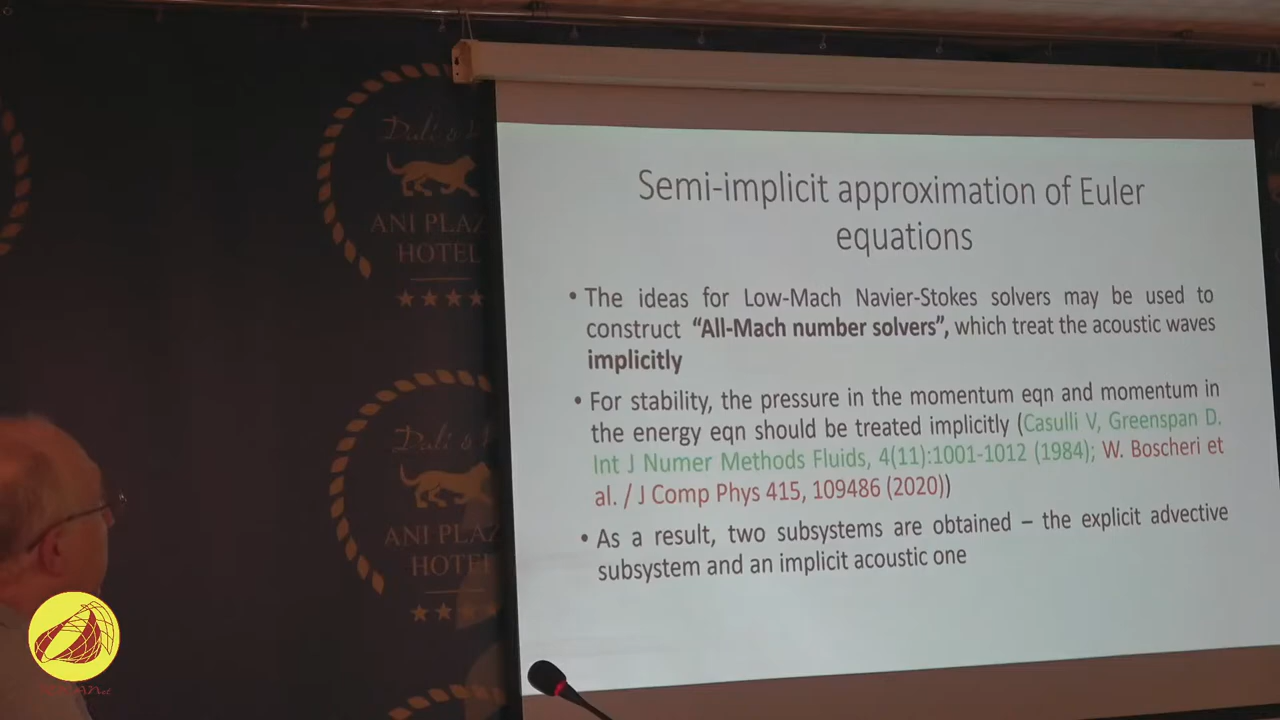 ANI PLAZ
HOTEL
Semi-implicit approximation of Euler
equations
• The ideas for Low-Mach Navier-Stokes solvers may be used to
construct “All-Mach number solvers”, which treat the acoustic waves
implicitly
• For stability, the pressure in the momentum eqn and momentum in
the energy eqn should be treated implicitly (Casulli V, Greenspan D.
Int J Numer Methods Fluids, 4(11):1001-1012 (1984); W. Boscheri et
al. / J Comp Phys 415, 109486 (2020))
• As a result, two subsystems are obtained – the explicit advective
subsystem and an implicit acoustic one
ANI PLAZ
HOTEL